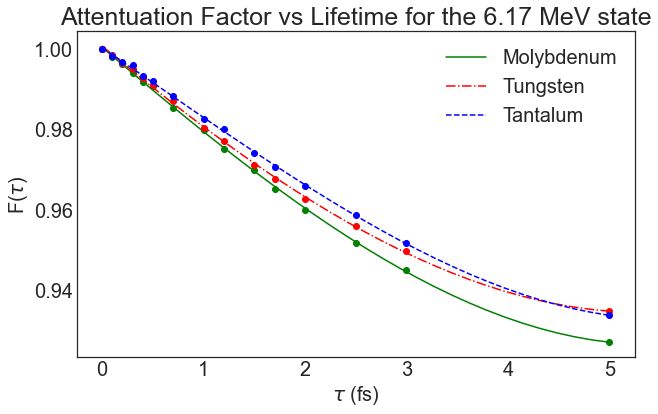 Attentuation Factor vs Lifetime for the 6.17 MeV state
1.00
0.98
0.96
0.94
F(τ)
Molybdenum
Tungsten
Tantalum
0 1 2 3 4 5
τ (fs)